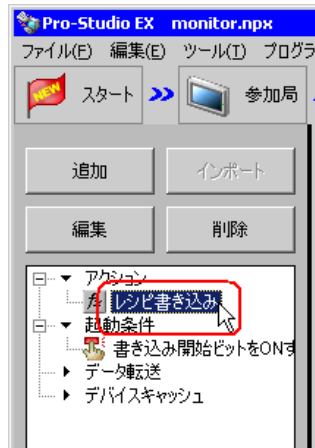 Pro-Studio EX monitor.npx
ファイル(F) 編集(E) ツール(T) プログラ
NEW スタート >> 参加局
追加 インポート
編集 削除
▼ アクション
fx レシピ書き込み
▼ 起動条件
書き込み開始ビットをONす
▶ データ転送
▶ デバイスキャッシュ